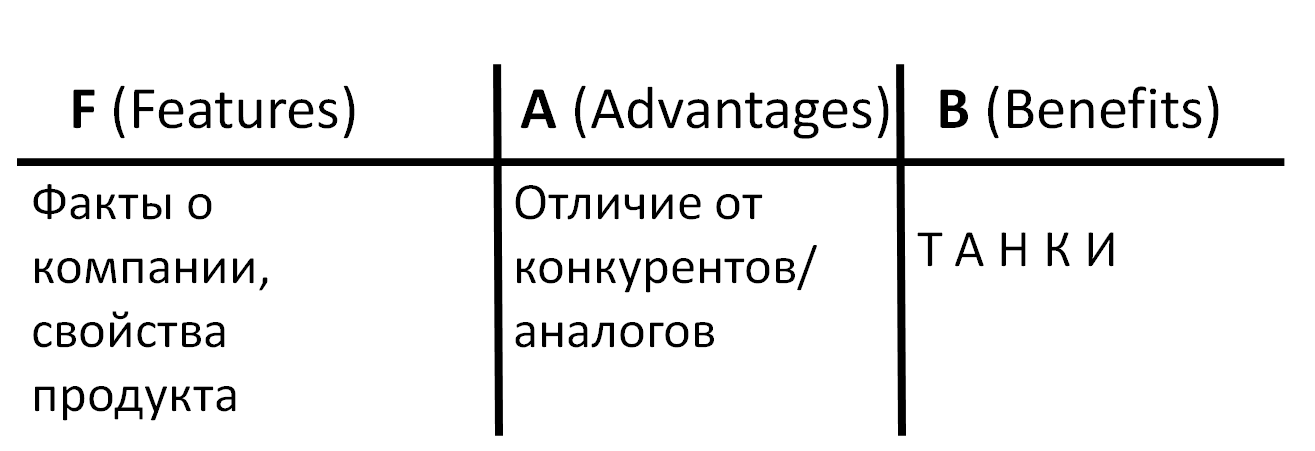 F (Features)
A (Advantages)
B (Benefits)
Факты о
компании,
свойства
продукта
Отличие от
конкурентов/
аналогов
Т А Н К И